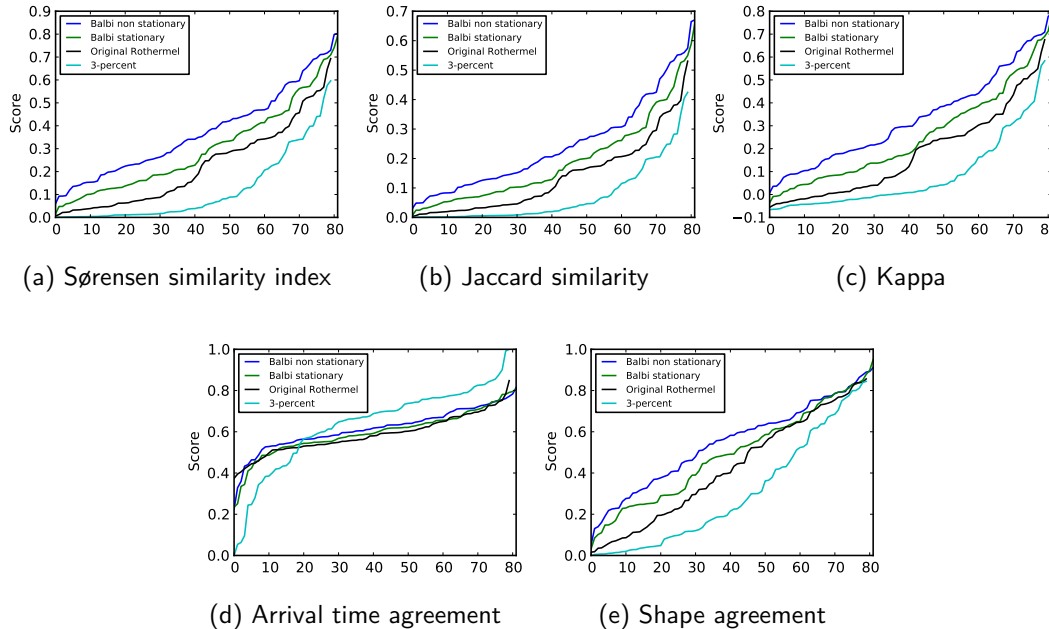 0.9
0.8
0.7
0.6
0.5
0.4
0.3
0.2
0.1
0.0
Score
Balbi non stationary
Balbi stationary
Original Rothermel
3-percent
0 10 20 30 40 50 60 70 80
(a) Sørensen similarity index
0.7
0.6
0.5
0.4
0.3
0.2
0.1
0.0
Score
Balbi non stationary
Balbi stationary
Original Rothermel
3-percent
0 10 20 30 40 50 60 70 80
(b) Jaccard similarity
0.8
0.7
0.6
0.5
0.4
0.3
0.2
0.1
0.0
−0.1
Score
Balbi non stationary
Balbi stationary
Original Rothermel
3-percent
0 10 20 30 40 50 60 70 80
(c) Kappa
1.0
0.8
0.6
0.4
0.2
0.0
Score
Balbi non stationary
Balbi stationary
Original Rothermel
3-percent
0 10 20 30 40 50 60 70 80
(d) Arrival time agreement
1.0
0.8
0.6
0.4
0.2
0.0
Score
Balbi non stationary
Balbi stationary
Original Rothermel
3-percent
0 10 20 30 40 50 60 70 80
(e) Shape agreement